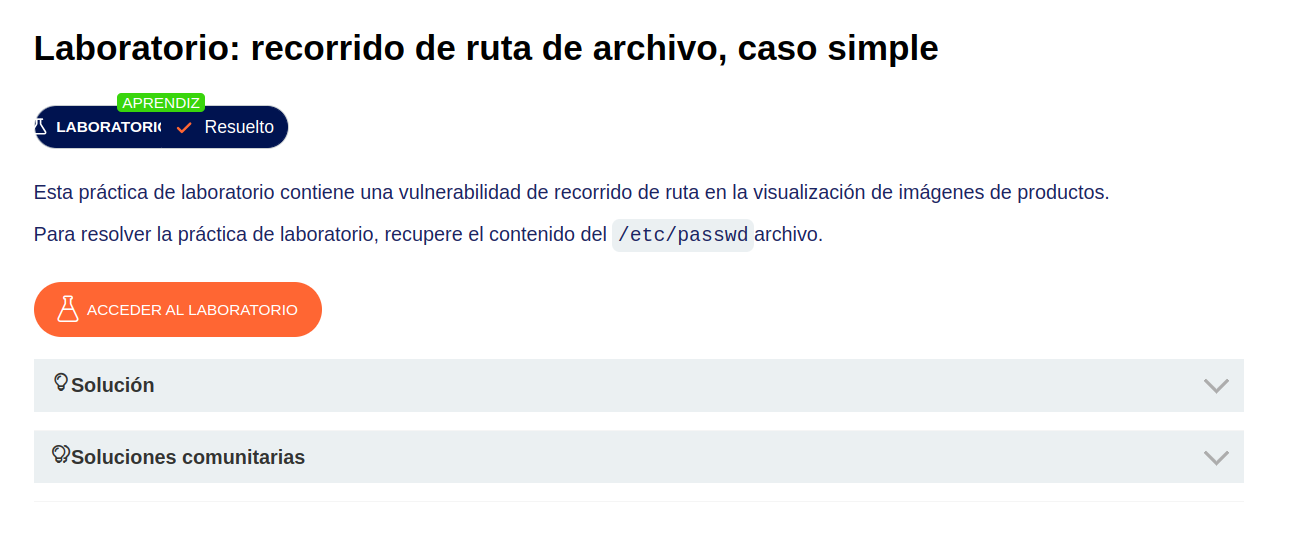 Laboratorio: recorrido de ruta de archivo, caso simple
APRENDIZ
LABORATORIO Resuelto
Esta práctica de laboratorio contiene una vulnerabilidad de recorrido de ruta en la visualización de imágenes de productos.
Para resolver la práctica de laboratorio, recupere el contenido del /etc/passwd archivo.
ACCEDER AL LABORATORIO
Solución
Soluciones comunitarias